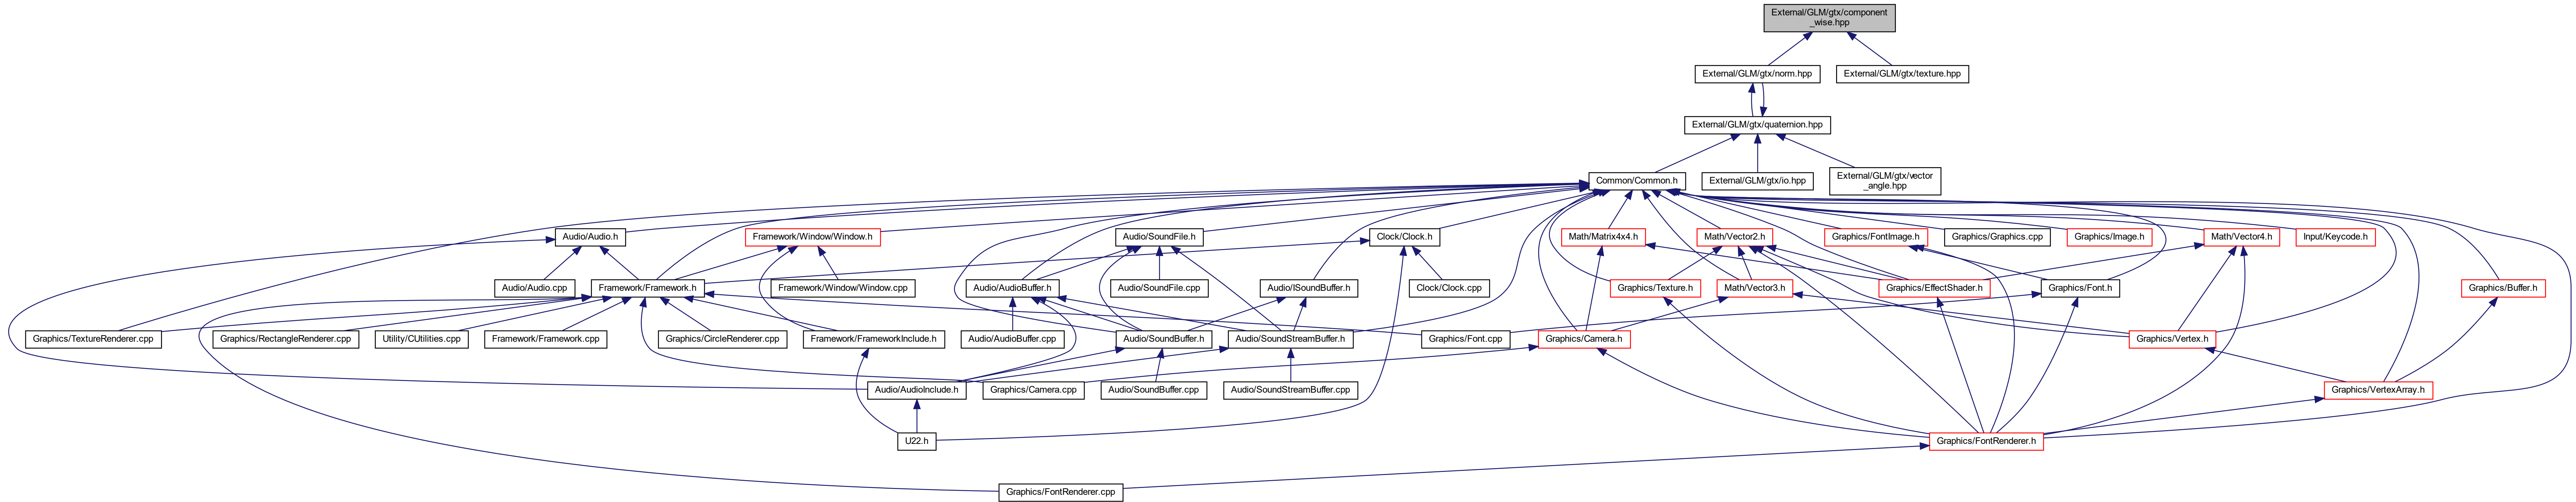 External/GLM/gtx/component
_wise.hpp
External/GLM/gtx/norm.hpp
External/GLM/gtx/texture.hpp
External/GLM/gtx/quaternion.hpp
Common/Common.h
External/GLM/gtx/io.hpp
External/GLM/gtx/vector
_angle.hpp
Audio/Audio.h
Framework/Window/Window.h
Audio/SoundFile.h
Clock/Clock.h
Math/Matrix4x4.h
Math/Vector2.h
Graphics/FontImage.h
Graphics/Graphics.cpp
Graphics/Image.h
Math/Vector4.h
Input/Keycode.h
Audio/Audio.cpp
Framework/Framework.h
Framework/Window/Window.cpp
Audio/AudioBuffer.h
Audio/SoundFile.cpp
Audio/ISoundBuffer.h
Clock/Clock.cpp
Graphics/Texture.h
Math/Vector3.h
Graphics/EffectShader.h
Graphics/Font.h
Graphics/Buffer.h
Graphics/TextureRenderer.cpp
Graphics/RectangleRenderer.cpp
Utility/CUtilities.cpp
Framework/Framework.cpp
Graphics/CircleRenderer.cpp
Framework/FrameworkInclude.h
Audio/AudioBuffer.cpp
Audio/SoundBuffer.h
Audio/SoundStreamBuffer.h
Graphics/Font.cpp
Graphics/Camera.h
Graphics/Vertex.h
Audio/AudioInclude.h
Graphics/Camera.cpp
Audio/SoundBuffer.cpp
Audio/SoundStreamBuffer.cpp
Graphics/VertexArray.h
U22.h
Graphics/FontRenderer.h
Graphics/FontRenderer.cpp